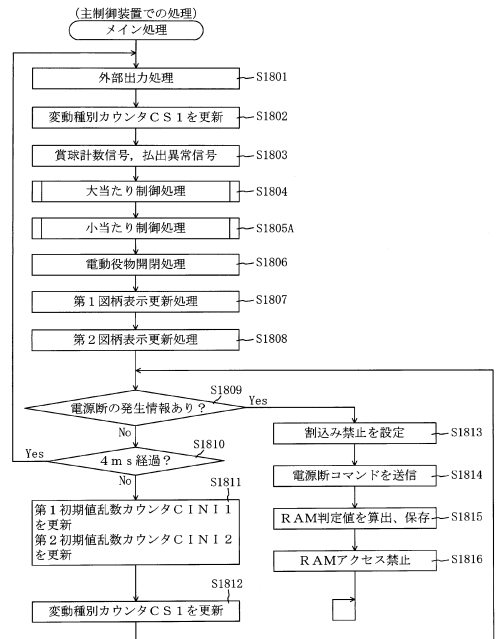 (主制御装置での処理)
メイン処理
外部出力処理
S1801
変動種別カウンタCS1を更新
S1802
賞球計数信号,払出異常信号
S1803
大当たり制御処理
S1804
小当たり制御処理
S1805A
電動役物開閉処理
S1806
第1図柄表示更新処理
S1807
第2図柄表示更新処理
S1808
S1809
電源断の発生情報あり?
Yes
No
S1810
4ms経過?
Yes
No
S1811
第1初期値乱数カウンタCINI1
を更新
第2初期値乱数カウンタCINI2
を更新
S1812
変動種別カウンタCS1を更新
割込み禁止を設定
S1813
電源断コマンドを送信
S1814
RAM判定値を算出、保存
S1815
RAMアクセス禁止
S1816